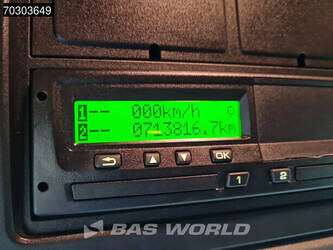 70303649
1-- 000km/h
2-- 0713816.7km
OK
1 2
BAS WORLD